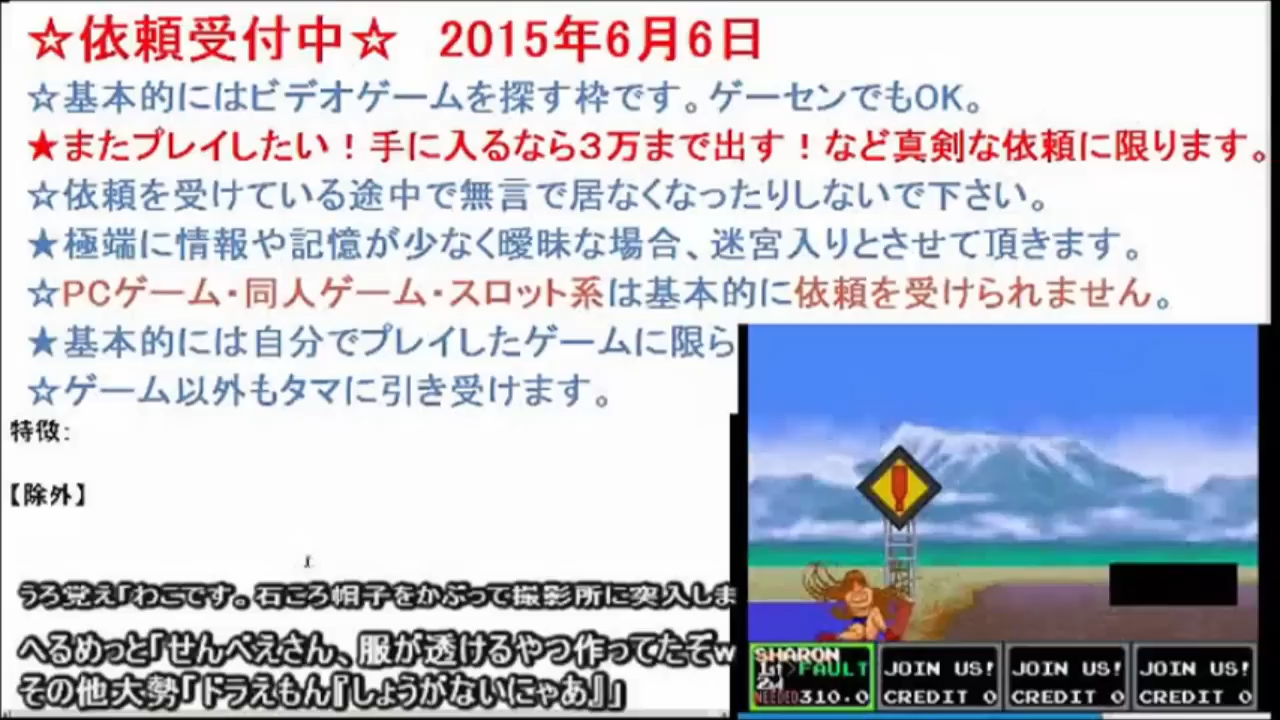 ☆依頼受付中☆ 2015年6月6日
☆基本的にはビデオゲームを探す枠です。ゲーセンでもOK。
★またプレイしたい！手に入るなら３万まで出す！など真剣な依頼に限ります。
☆依頼を受けている途中で無言で居なくなったりしないで下さい。
★極端に情報や記憶が少なく曖昧な場合、迷宮入りとさせて頂きます。
☆PCゲーム・同人ゲーム・スロット系は基本的に依頼を受けられません。
★基本的には自分でプレイしたゲームに限ら
☆ゲーム以外もタマに引き受けます。
特徴:
【除外】
うろ覚え「わこです。石ころ帽子をかぶって撮影所に突入しま
へるめっと「せんべえさん、服が透けるやつ作ってたぞw
その他大勢「ドラえもん『しょうがないにゃあ』」
SHARON
1st FAULT
NEEDED 310.0
JOIN US!
CREDIT 0
JOIN US!
CREDIT 0
JOIN US!
CREDIT 0